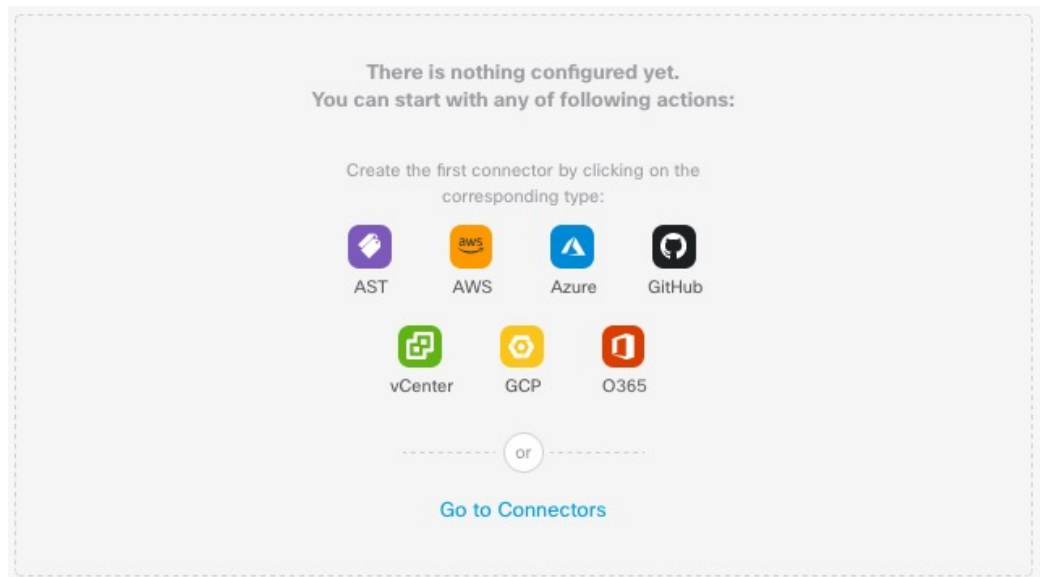 There is nothing configured yet.
You can start with any of following actions:
Create the first connector by clicking on the
corresponding type:
aws
AST AWS Azure GitHub
vCenter GCP O365
or
Go to Connectors